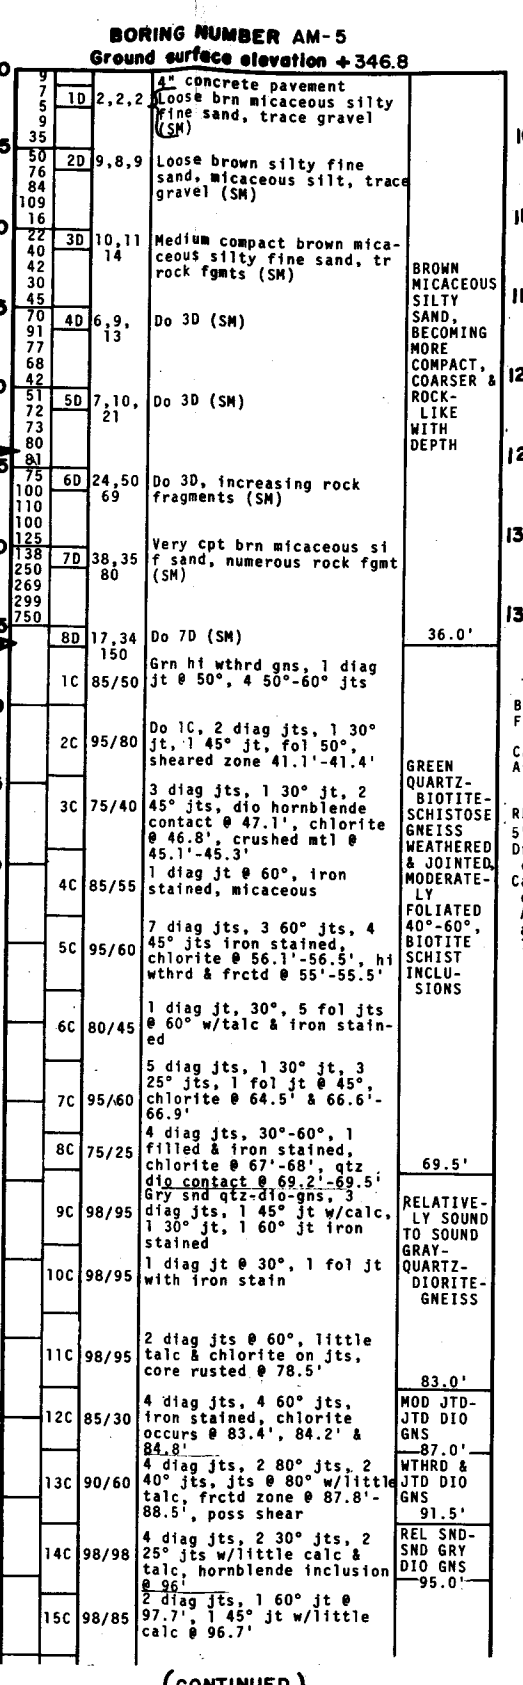 BORING NUMBER AM-5
Ground surface elevation + 346.8
9
7
5
9
35
1D 2,2,2
4" concrete pavement
Loose brn micaceous silty
fine sand, trace gravel
(SM)
50
76
84
109
16
2D 9,8,9
Loose brown silty fine
sand, micaceous silt, trace
gravel (SM)
22
40
42
30
45
3D 10,11
14
Medium compact brown mica-
ceous silty fine sand, tr
rock fgmts (SM)
70
91
77
68
42
4D 6,9,
13
Do 3D (SM)
51
72
73
80
81
5D 7,10,
21
Do 3D (SM)
75
100
110
100
125
6D 24,50
69
Do 3D, increasing rock
fragments (SM)
138
250
269
299
750
7D 38,35
80
Very cpt brn micaceous si
f sand, numerous rock fgmt
(SM)
8D 17,34
150
Do 7D (SM)
BROWN
MICACEOUS
SILTY
SAND,
BECOMING
MORE
COMPACT,
COARSER &
ROCK-
LIKE
WITH
DEPTH
36.0'
1C 85/50
Grn hi wthrd gns, 1 diag
jt @ 50°, 4 50°-60° jts
2C 95/80
Do 1C, 2 diag jts, 1 30°
jt, 1 45° jt, fol 50°,
sheared zone 41.1'-41.4'
3C 75/40
3 diag jts, 1 30° jt, 2
45° jts, dio hornblende
contact @ 47.1', chlorite
@ 46.8', crushed mtl @
45.1'-45.3'
4C 85/55
1 diag jt @ 60°, iron
stained, micaceous
5C 95/60
7 diag jts, 3 60° jts, 4
45° jts iron stained,
chlorite @ 56.1'-56.5', hi
wthrd & frctd @ 55'-55.5'
6C 80/45
1 diag jt, 30°, 5 fol jts
@ 60° w/talc & iron stain-
ed
7C 95/60
5 diag jts, 1 30° jt, 3
25° jts, 1 fol jt @ 45°,
chlorite @ 64.5' & 66.6'-
66.9'
8C 75/25
4 diag jts, 30°-60°, 1
filled & iron stained,
chlorite @ 67'-68', qtz
dio contact @ 69.2'-69.5'
GREEN
QUARTZ-
BIOTITE-
SCHISTOSE
GNEISS
WEATHERED
& JOINTED,
MODERATE-
LY
FOLIATED
40°-60°,
BIOTITE
SCHIST
INCLU-
SIONS
69.5'
9C 98/95
Gry snd qtz-dio-gns, 3
diag jts, 1 45° jt w/calc,
1 30° jt, 1 60° jt iron
stained
10C 98/95
1 diag jt @ 30°, 1 fol jt
with iron stain
11C 98/95
2 diag jts @ 60°, little
talc & chlorite on jts,
core rusted @ 78.5'
RELATIVE-
LY SOUND
TO SOUND
GRAY-
QUARTZ-
DIORITE-
GNEISS
83.0'
12C 85/30
4 diag jts, 4 60° jts,
iron stained, chlorite
occurs @ 83.4', 84.2' &
84.8'
MOD JTD-
JTD DIO
GNS
87.0'
13C 90/60
4 diag jts, 2 80° jts, 2
40° jts, jts @ 80° w/little
talc, frctd zone @ 87.8'-
88.5', poss shear
WTHRD &
JTD DIO
GNS
91.5'
14C 98/98
4 diag jts, 2 30° jts, 2
25° jts w/little calc &
talc, hornblende inclusion
@ 96'
REL SND-
SND GRY
DIO GNS
95.0'
15C 98/85
2 diag jts, 1 60° jt @
97.7', 1 45° jt w/little
calc @ 96.7'
(CONTINUED)